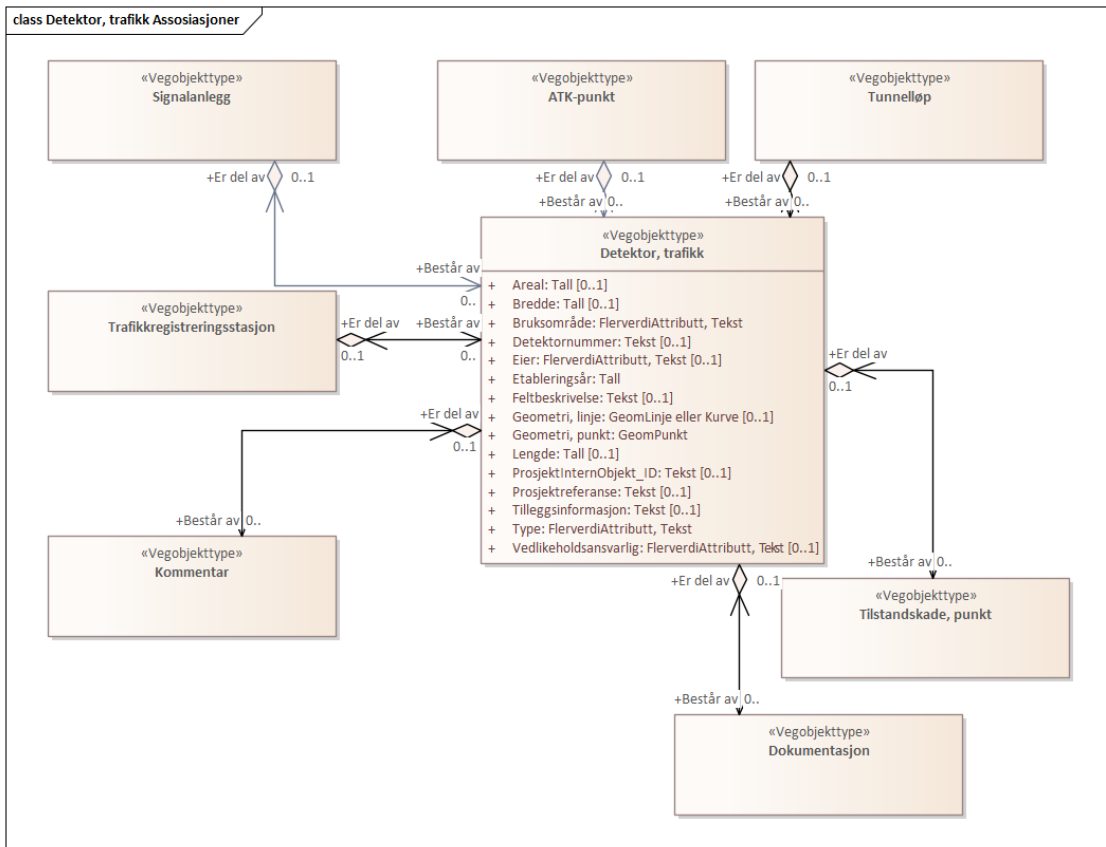 class Detektor, trafikk Assosiasjoner
«Vegobjekttype»
Signalanlegg
«Vegobjekttype»
ATK-punkt
«Vegobjekttype»
Tunnelløp
+Er del av 0..1
+Er del av 0..1
+Er del av 0..1
+Består av 0..
+Består av 0..
«Vegobjekttype»
Detektor, trafikk
+ Areal: Tall [0..1]
+ Bredde: Tall [0..1]
+ Bruksområde: FlerverdiAttributt, Tekst
+ Detektornummer: Tekst [0..1]
+ Eier: FlerverdiAttributt, Tekst [0..1]
+ Etableringsår: Tall
+ Feltbeskrivelse: Tekst [0..1]
+ Geometri, linje: GeomLinje eller Kurve [0..1]
+ Geometri, punkt: GeomPunkt
+ Lengde: Tall [0..1]
+ ProsjektInternObjekt_ID: Tekst [0..1]
+ Prosjektreferanse: Tekst [0..1]
+ Tilleggsinformasjon: Tekst [0..1]
+ Type: FlerverdiAttributt, Tekst
+ Vedlikeholdsansvarlig: FlerverdiAttributt, Tekst [0..1]
+Består av
0..
«Vegobjekttype»
Trafikkregistreringsstasjon
+Er del av
0..1
+Består av
0..
+Er del av
0..1
+Er del av
0..1
+Består av 0..
«Vegobjekttype»
Kommentar
+Er del av 0..1
+Består av 0..
«Vegobjekttype»
Tilstandskade, punkt
+Består av 0..
«Vegobjekttype»
Dokumentasjon